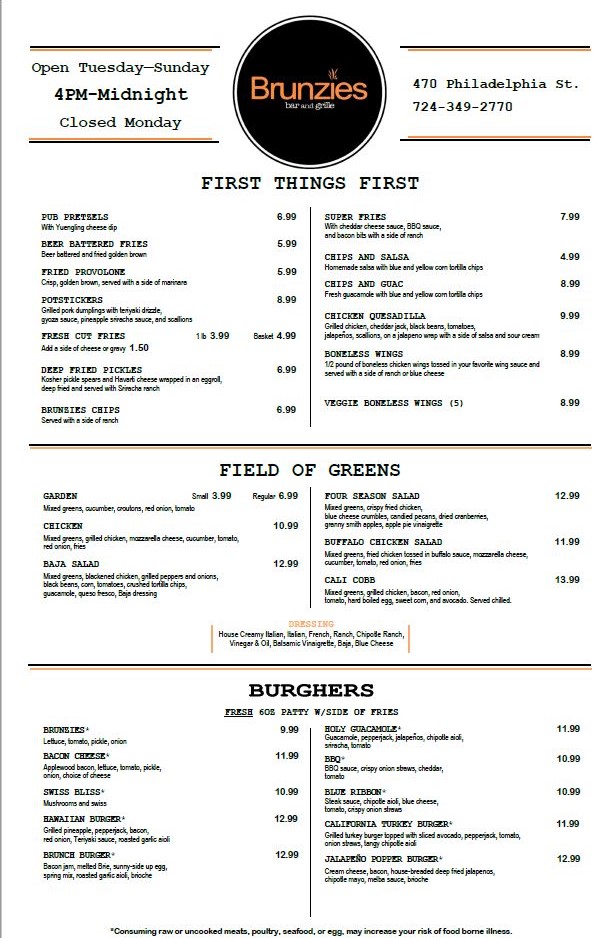 Open Tuesday—Sunday
4PM-Midnight
Closed Monday
Brunzies
bar and grille
470 Philadelphia St.
724-349-2770
FIRST THINGS FIRST
PUB PRETZELS 6.99
With Yuengling cheese dip
BEER BATTERED FRIES 5.99
Beer battered and fried golden brown
FRIED PROVOLONE 5.99
Crisp, golden brown, served with a side of marinara
POTSTICKERS 8.99
Grilled pork dumplings with teriyaki drizzle,
gyoza sauce, pineapple sriracha sauce, and scallions
FRESH CUT FRIES 1 lb 3.99 Basket 4.99
Add a side of cheese or gravy 1.50
DEEP FRIED PICKLES 6.99
Kosher pickle spears and Havarti cheese wrapped in an eggroll,
deep fried and served with Sriracha ranch
BRUNZIES CHIPS 6.99
Served with a side of ranch
SUPER FRIES 7.99
With cheddar cheese sauce, BBQ sauce,
and bacon bits with a side of ranch
CHIPS AND SALSA 4.99
Homemade salsa with blue and yellow corn tortilla chips
CHIPS AND GUAC 8.99
Fresh guacamole with blue and yellow corn tortilla chips
CHICKEN QUESADILLA 9.99
Grilled chicken, cheddar jack, black beans, tomatoes,
jalapeños, scallions, on a jalapeno wrap with a side of salsa and sour cream
BONELESS WINGS 8.99
1/2 pound of boneless chicken wings tossed in your favorite wing sauce and
served with a side of ranch or blue cheese
VEGGIE BONELESS WINGS (5) 8.99
FIELD OF GREENS
GARDEN Small 3.99 Regular 6.99
Mixed greens, cucumber, croutons, red onion, tomato
CHICKEN 10.99
Mixed greens, grilled chicken, mozzarella cheese, cucumber, tomato,
red onion, fries
BAJA SALAD 12.99
Mixed greens, blackened chicken, grilled peppers and onions,
black beans, corn, tomatoes, crushed tortilla chips,
guacamole, queso fresco, Baja dressing
FOUR SEASON SALAD 12.99
Mixed greens, crispy fried chicken,
blue cheese crumbles, candied pecans, dried cranberries,
granny smith apples, apple pie vinaigrette
BUFFALO CHICKEN SALAD 11.99
Mixed greens, fried chicken tossed in buffalo sauce, mozzarella cheese,
cucumber, tomato, red onion, fries
CALI COBB 13.99
Mixed greens, grilled chicken, bacon, red onion,
tomato, hard boiled egg, sweet corn, and avocado. Served chilled.
DRESSING
House Creamy Italian, Italian, French, Ranch, Chipotle Ranch,
Vinegar & Oil, Balsamic Vinaigrette, Baja, Blue Cheese
BURGHERS
FRESH 6OZ PATTY W/SIDE OF FRIES
BRUNZIES* 9.99
Lettuce, tomato, pickle, onion
BACON CHEESE* 11.99
Applewood bacon, lettuce, tomato, pickle,
onion, choice of cheese
SWISS BLISS* 10.99
Mushrooms and swiss
HAWAIIAN BURGER* 12.99
Grilled pineapple, pepperjack, bacon,
red onion, Teriyaki sauce, roasted garlic aioli
BRUNCH BURGER* 12.99
Bacon jam, melted Brie, sunny-side up egg,
spring mix, roasted garlic aioli, brioche
HOLY GUACAMOLE* 11.99
Guacamole, pepperjack, jalapeños, chipotle aioli,
sriracha, tomato
BBQ* 10.99
BBQ sauce, crispy onion straws, cheddar,
tomato
BLUE RIBBON* 10.99
Steak sauce, chipotle aioli, blue cheese,
tomato, crispy onion straws
CALIFORNIA TURKEY BURGER* 11.99
Grilled turkey burger topped with sliced avocado, pepperjack, tomato,
onion straws, tangy chipotle aioli
JALAPEÑO POPPER BURGER* 12.99
Cream cheese, bacon, house-breaded deep fried jalapenos,
chipotle mayo, melba sauce, brioche
*Consuming raw or uncooked meats, poultry, seafood, or egg, may increase your risk of food borne illness.